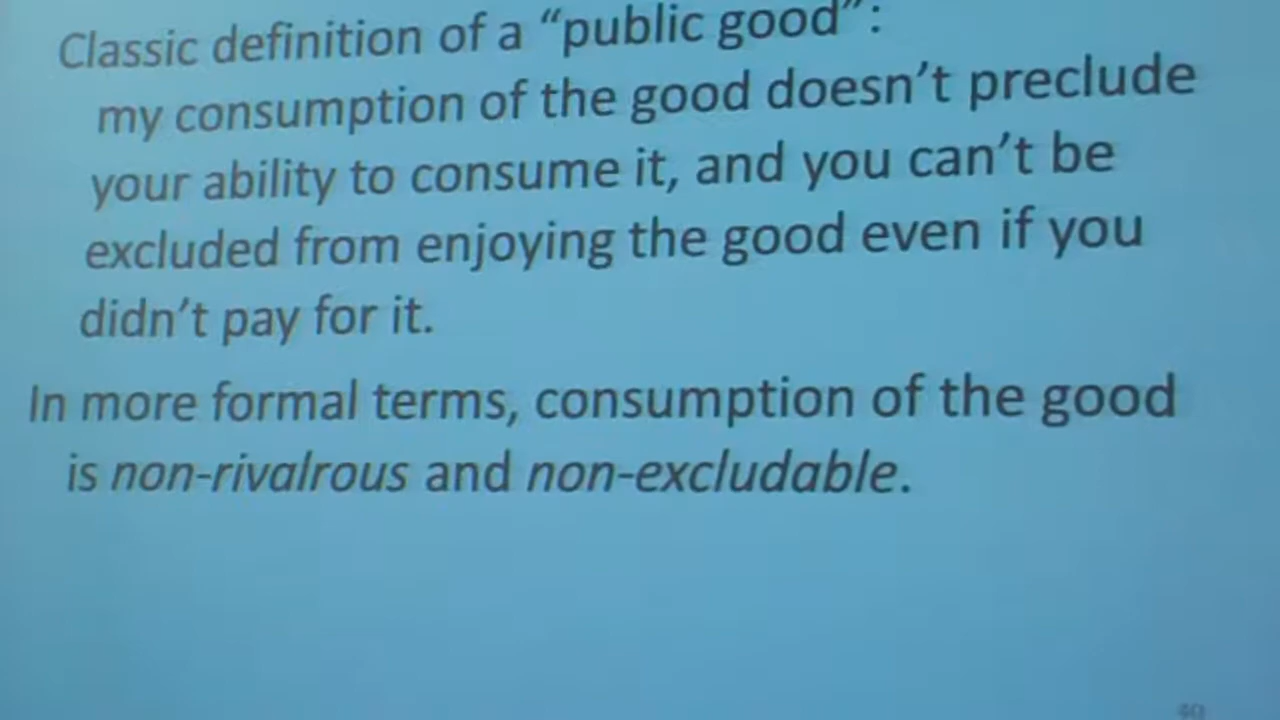 Classic definition of a “public good”:
my consumption of the good doesn’t preclude
your ability to consume it, and you can’t be
excluded from enjoying the good even if you
didn’t pay for it.
In more formal terms, consumption of the good
is non-rivalrous and non-excludable.